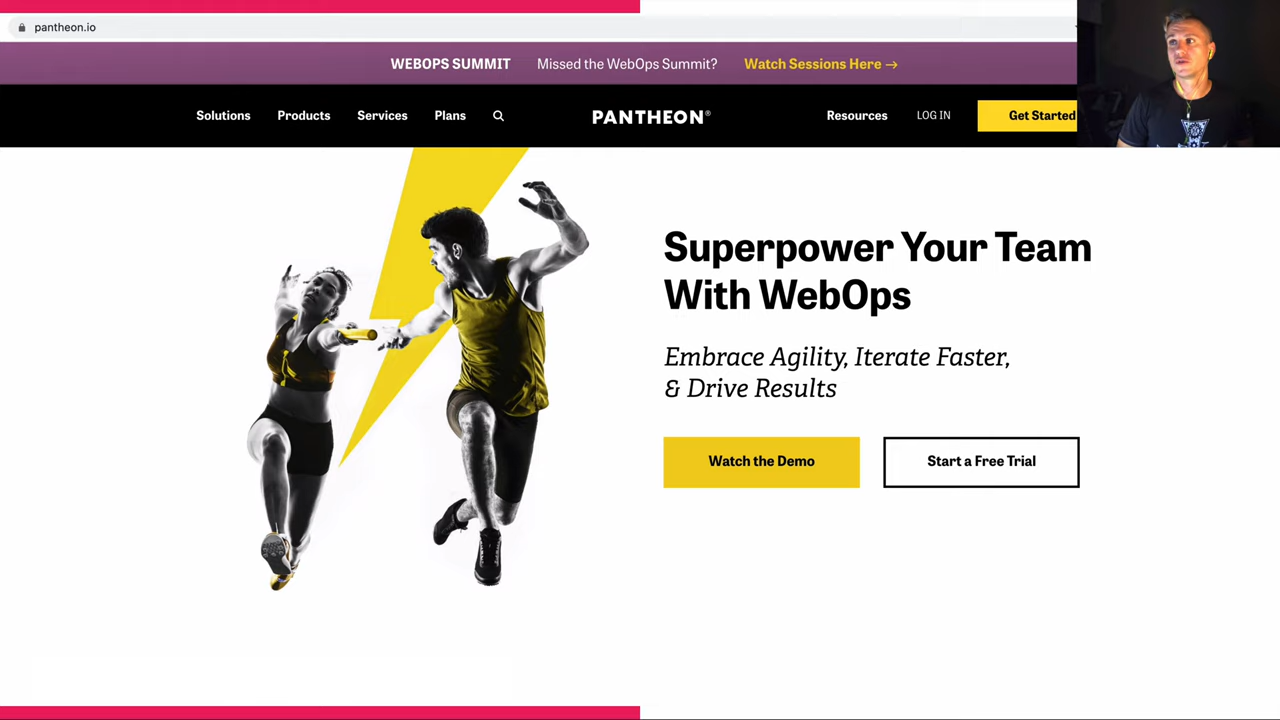 pantheon.io
WEBOPS SUMMIT Missed the WebOps Summit? Watch Sessions Here →
Solutions Products Services Plans PANTHEON® Resources LOG IN Get Started
Superpower Your Team
With WebOps
Embrace Agility, Iterate Faster,
& Drive Results
Watch the Demo Start a Free Trial